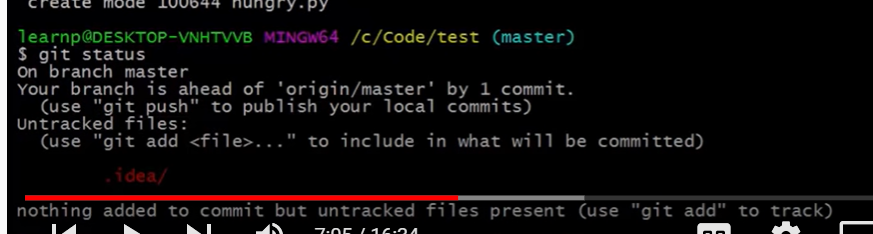 create mode 100644 hungry.py
learnp@DESKTOP-VNHTVVB MINGW64 /c/Code/test (master)
$ git status
On branch master
Your branch is ahead of 'origin/master' by 1 commit.
(use "git push" to publish your local commits)
Untracked files:
(use "git add <file>..." to include in what will be committed)
.idea/
nothing added to commit but untracked files present (use "git add" to track)
7:05 / 16:34